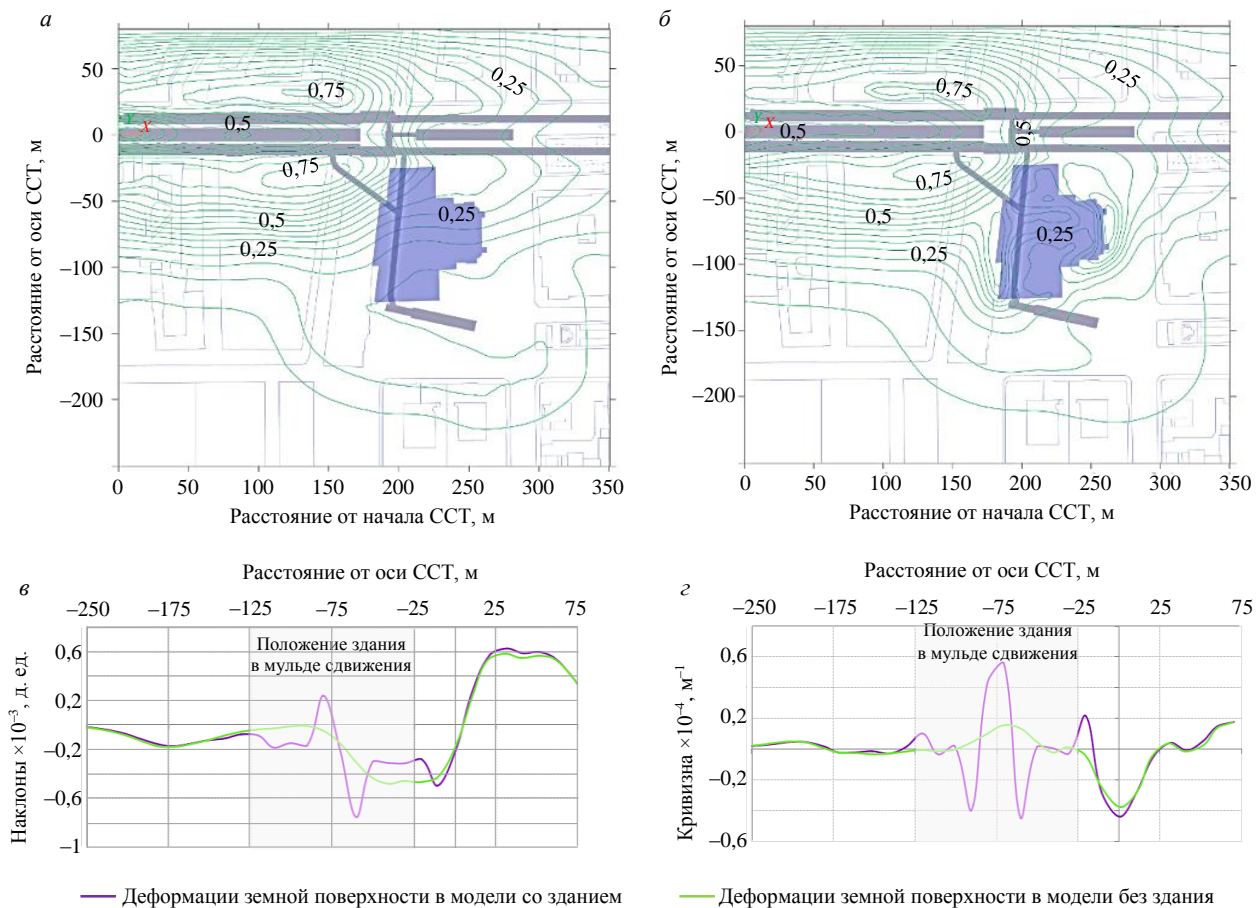 а
50
0
–50
–100
–150
–200
Расстояние от оси ССТ, м
Y
X
0,75
0,25
0,5
0,75
0,5
0,25
0,25
0 50 100 150 200 250 300 350
Расстояние от начала ССТ, м
б
50
0
–50
–100
–150
–200
Расстояние от оси ССТ, м
Y
X
0,75
0,25
0,5
0,5
0,75
0,5
0,25
0,25
0 50 100 150 200 250 300 350
Расстояние от начала ССТ, м
в
Расстояние от оси ССТ, м
–250 –175 –125 –75 –25 25 75
Положение здания
в мульде сдвижения
0,6
0,2
–0,2
–0,6
–1
Наклоны ×10⁻³, д. ед.
г
Расстояние от оси ССТ, м
–250 –175 –125 –75 –25 25 75
Положение здания
в мульде сдвижения
0,6
0,2
–0,2
–0,6
Кривизна ×10⁻⁴, м⁻¹
Деформации земной поверхности в модели со зданием
Деформации земной поверхности в модели без здания